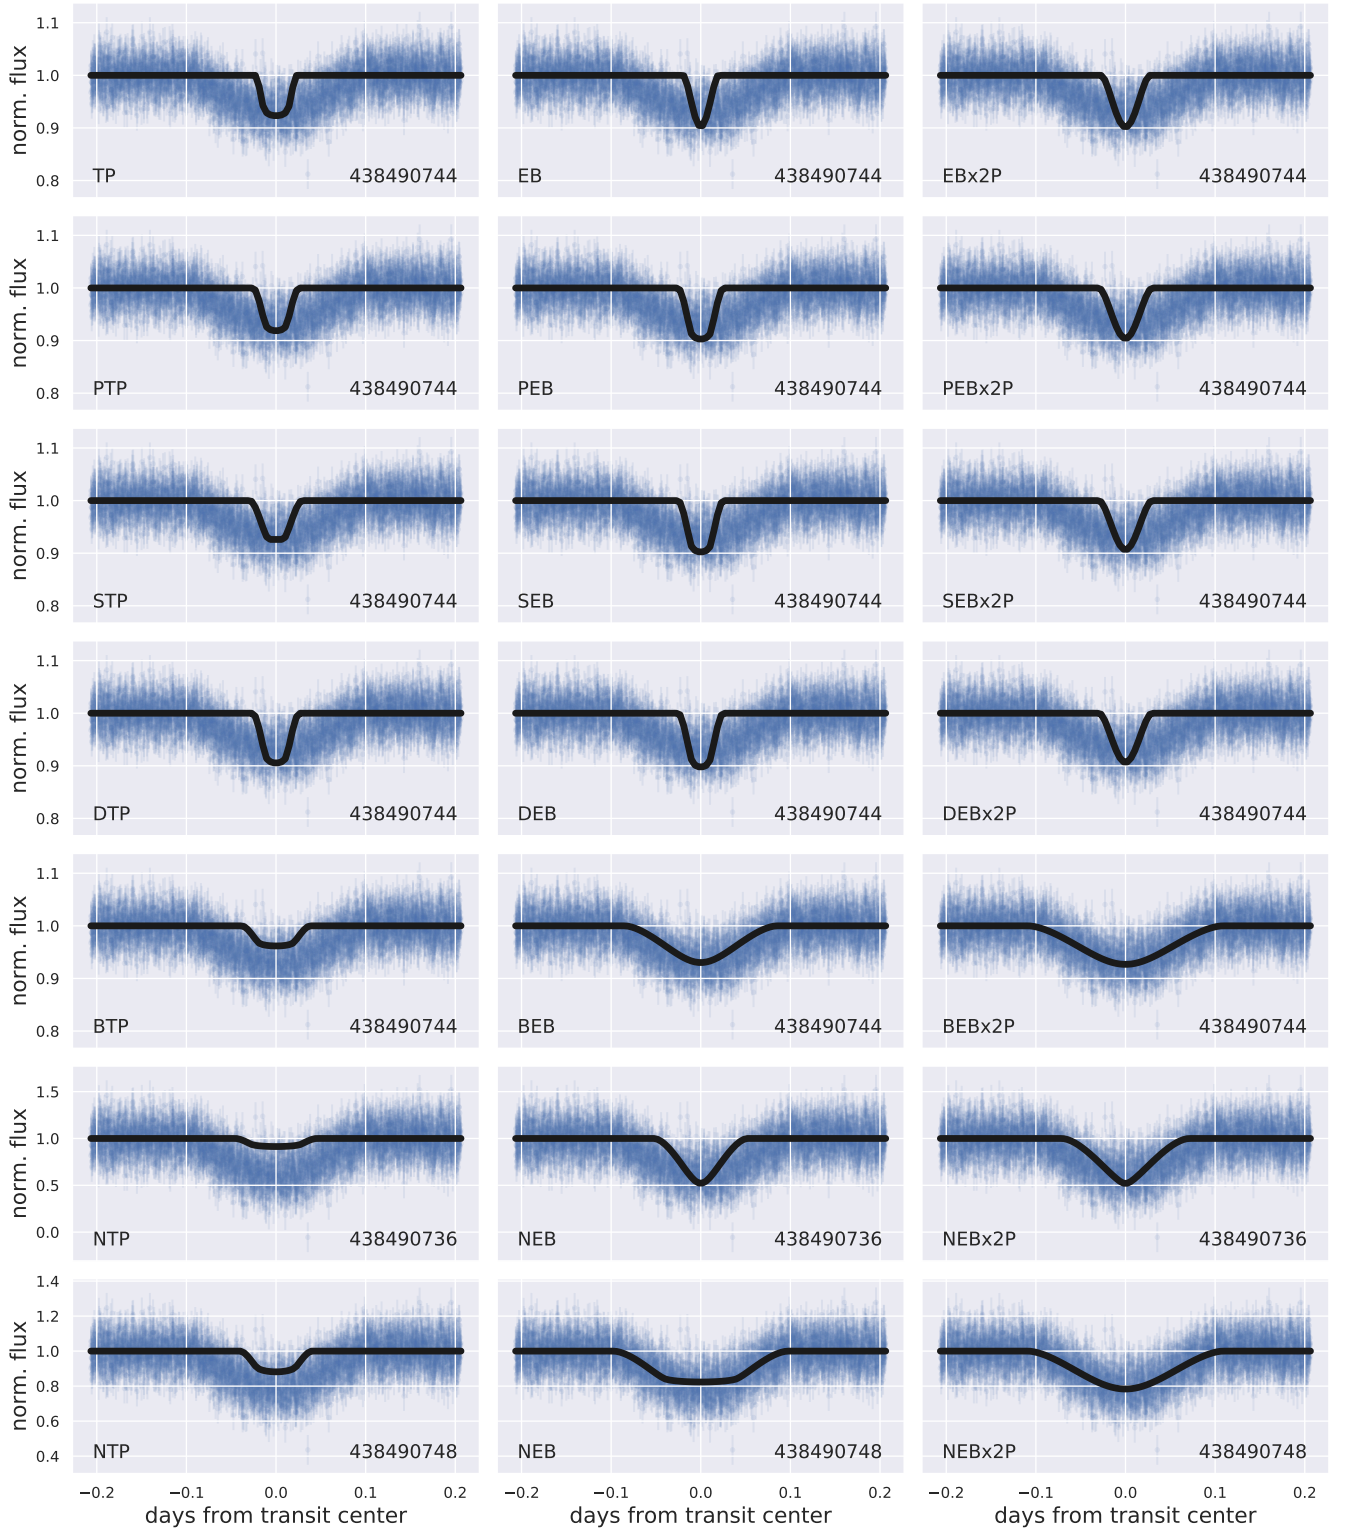 norm. flux
1.1
1.0
0.9
0.8
TP 438490744
EB 438490744
EBx2P 438490744
norm. flux
1.1
1.0
0.9
0.8
PTP 438490744
PEB 438490744
PEBx2P 438490744
norm. flux
1.1
1.0
0.9
0.8
STP 438490744
SEB 438490744
SEBx2P 438490744
norm. flux
1.1
1.0
0.9
0.8
DTP 438490744
DEB 438490744
DEBx2P 438490744
norm. flux
1.1
1.0
0.9
0.8
BTP 438490744
BEB 438490744
BEBx2P 438490744
norm. flux
1.5
1.0
0.5
0.0
NTP 438490736
NEB 438490736
NEBx2P 438490736
norm. flux
1.4
1.2
1.0
0.8
0.6
0.4
NTP 438490748
NEB 438490748
NEBx2P 438490748
−0.2 −0.1 0.0 0.1 0.2
−0.2 −0.1 0.0 0.1 0.2
−0.2 −0.1 0.0 0.1 0.2
days from transit center
days from transit center
days from transit center